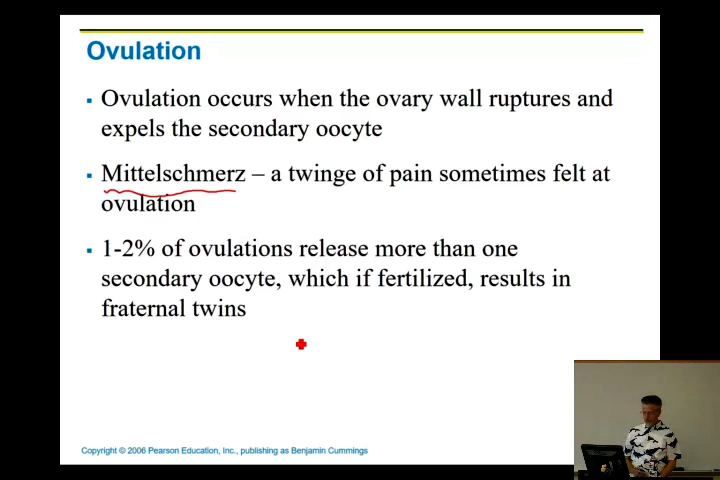 Ovulation
▪ Ovulation occurs when the ovary wall ruptures and
expels the secondary oocyte
▪ Mittelschmerz – a twinge of pain sometimes felt at
ovulation
▪ 1-2% of ovulations release more than one
secondary oocyte, which if fertilized, results in
fraternal twins
Copyright © 2006 Pearson Education, Inc., publishing as Benjamin Cummings